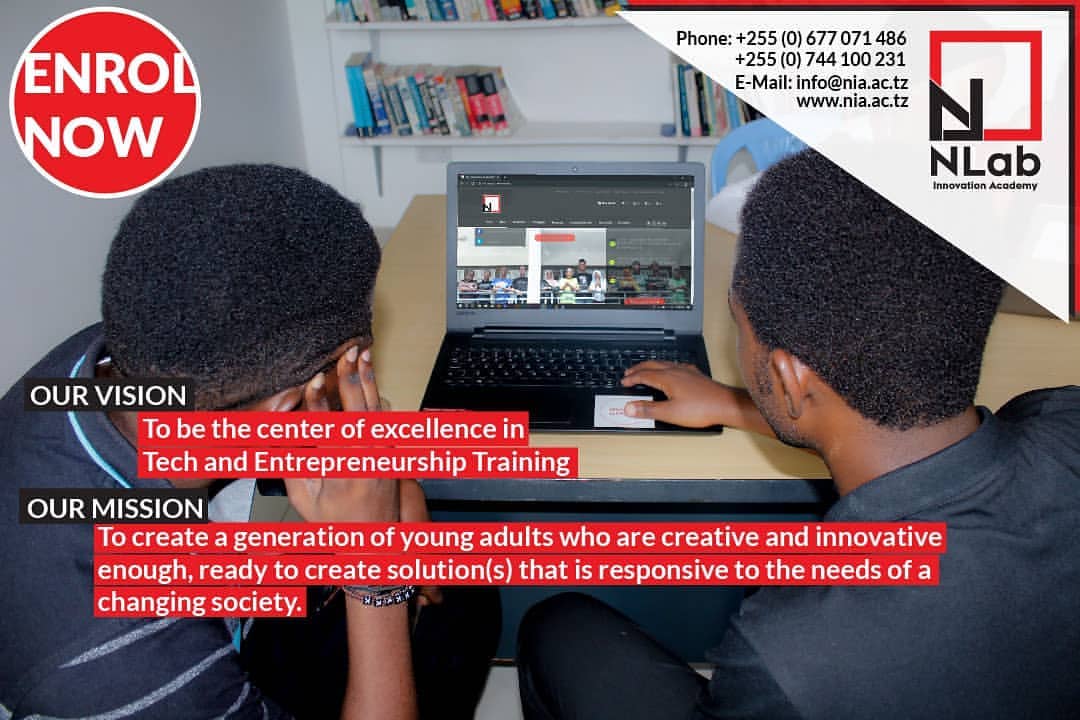 ENROL
NOW
Phone: +255 (0) 677 071 486
+255 (0) 744 100 231
E-Mail: info@nia.ac.tz
www.nia.ac.tz
NLab
Innovation Academy
OUR VISION
To be the center of excellence in
Tech and Entrepreneurship Training
OUR MISSION
To create a generation of young adults who are creative and innovative
enough, ready to create solution(s) that is responsive to the needs of a
changing society.